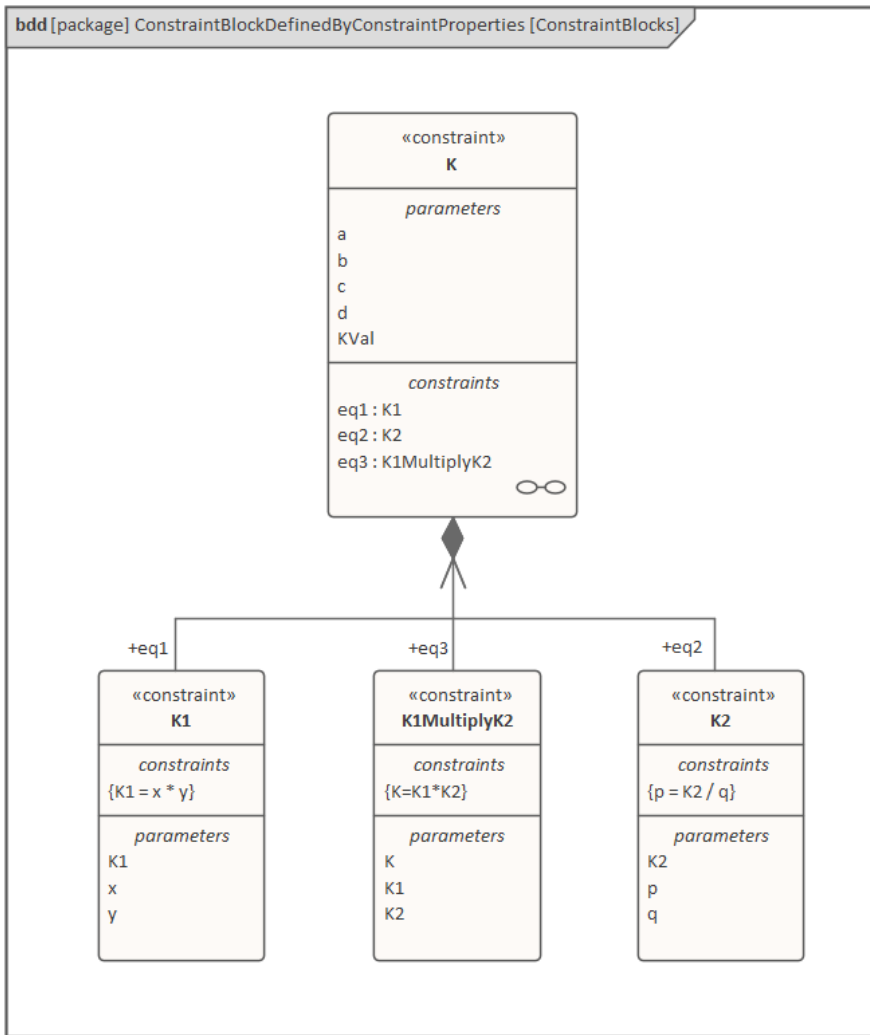 bdd [package] ConstraintBlockDefinedByConstraintProperties [ConstraintBlocks]
«constraint»
K
parameters
a
b
c
d
KVal
constraints
eq1 : K1
eq2 : K2
eq3 : K1MultiplyK2
+eq1
+eq3
+eq2
«constraint»
K1
constraints
{K1 = x * y}
parameters
K1
x
y
«constraint»
K1MultiplyK2
constraints
{K=K1*K2}
parameters
K
K1
K2
«constraint»
K2
constraints
{p = K2 / q}
parameters
K2
p
q